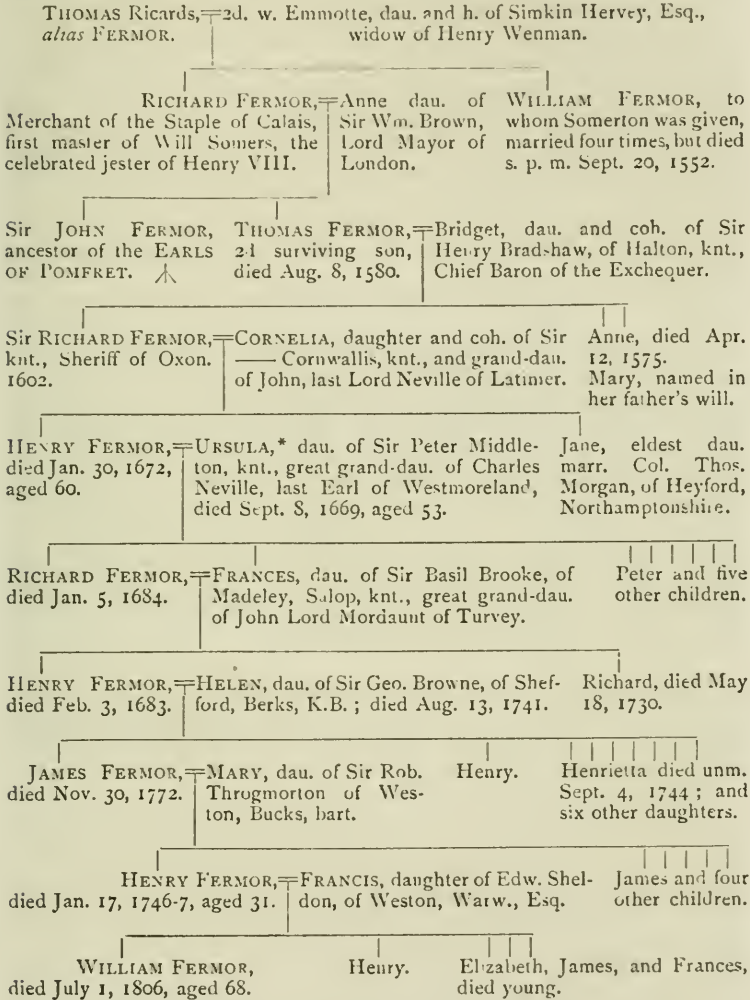 THOMAS Ricards, 2d. w. Emmotte, dau. and h. of Simkin Hervey, Esq.,
alias FERMOR. widow of Henry Wenman.
RICHARD FERMOR,
Merchant of the Staple of Calais,
first master of Will Somers, the
celebrated jester of Henry VIII.
Anne dau. of
Sir Wm. Brown,
Lord Mayor of
London.
WILLIAM FERMOR, to
whom Somerton was given,
married four times, but died
s. p. m. Sept. 20, 1552.
Sir JOHN FERMOR,
ancestor of the EARLS
OF POMFRET.
THOMAS FERMOR,
2d surviving son,
died Aug. 8, 1580.
Bridget, dau. and coh. of Sir
Henry Bradshaw, of Halton, knt.,
Chief Baron of the Exchequer.
Sir RICHARD FERMOR,
knt., Sheriff of Oxon.
1602.
CORNELIA, daughter and coh. of Sir
—— Cornwallis, knt., and grand-dau.
of John, last Lord Neville of Latimer.
Anne, died Apr.
12, 1575.
Mary, named in
her father's will.
HENRY FERMOR,
died Jan. 30, 1672,
aged 60.
URSULA,* dau. of Sir Peter Middle-
ton, knt., great grand-dau. of Charles
Neville, last Earl of Westmoreland,
died Sept. 8, 1669, aged 53.
Jane, eldest dau.
marr. Col. Thos.
Morgan, of Heyford,
Northamptonshire.
RICHARD FERMOR,
died Jan. 5, 1684.
FRANCES, dau. of Sir Basil Brooke, of
Madeley, Salop, knt., great grand-dau.
of John Lord Mordaunt of Turvey.
Peter and five
other children.
HENRY FERMOR,
died Feb. 3, 1683.
HELEN, dau. of Sir Geo. Browne, of Shef-
ford, Berks, K.B. ; died Aug. 13, 1741.
Richard, died May
18, 1730.
JAMES FERMOR,
died Nov. 30, 1772.
MARY, dau. of Sir Rob.
Throgmorton of Wes-
ton, Bucks, bart.
Henry.
Henrietta died unm.
Sept. 4, 1744 ; and
six other daughters.
HENRY FERMOR,
died Jan. 17, 1746-7, aged 31.
FRANCIS, daughter of Edw. Shel-
don, of Weston, Warw., Esq.
James and four
other children.
WILLIAM FERMOR,
died July 1, 1806, aged 68.
Henry.
Elizabeth, James, and Frances,
died young.